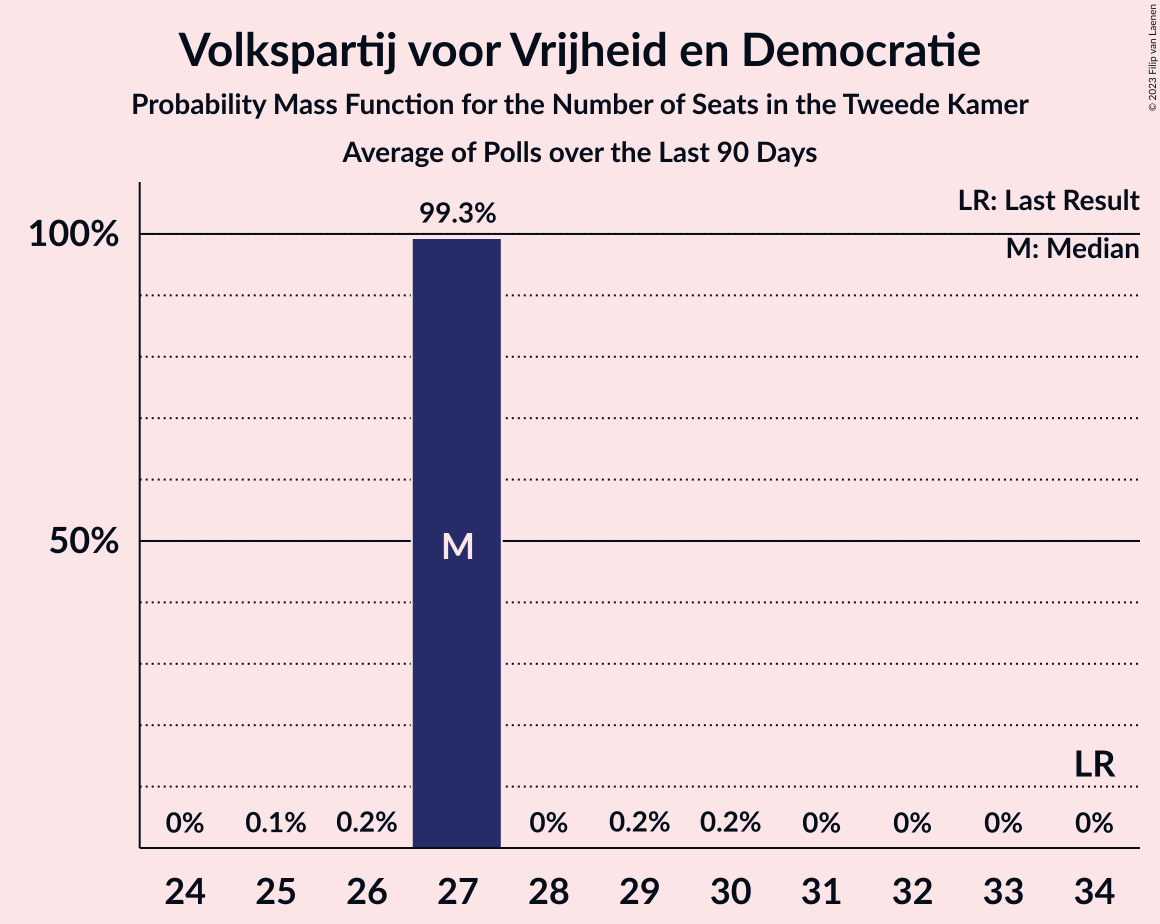 Volkspartij voor Vrijheid en Democratie
Probability Mass Function for the Number of Seats in the Tweede Kamer
Average of Polls over the Last 90 Days
© 2023 Filip van Laenen
LR: Last Result
M: Median
99.3%
100%
50%
M
LR
0% 0.1% 0.2% 0% 0.2% 0.2% 0% 0% 0% 0%
24 25 26 27 28 29 30 31 32 33 34